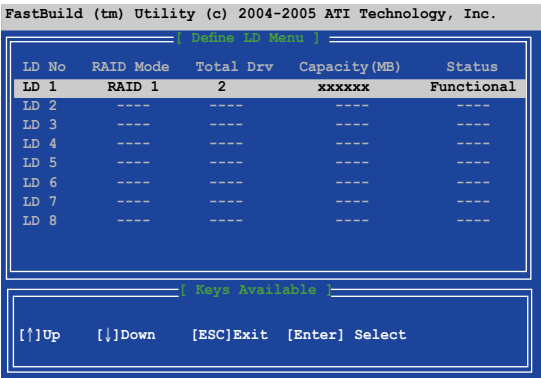 FastBuild (tm) Utility (c) 2004-2005 ATI Technology, Inc.
[ Define LD Menu ]
LD No RAID Mode Total Drv Capacity(MB) Status
LD 1 RAID 1 2 xxxxxx Functional
LD 2 ---- ---- ---- ----
LD 3 ---- ---- ---- ----
LD 4 ---- ---- ---- ----
LD 5 ---- ---- ---- ----
LD 6 ---- ---- ---- ----
LD 7 ---- ---- ---- ----
LD 8 ---- ---- ---- ----
[ Keys Available ]
[↑]Up [↓]Down [ESC]Exit [Enter] Select